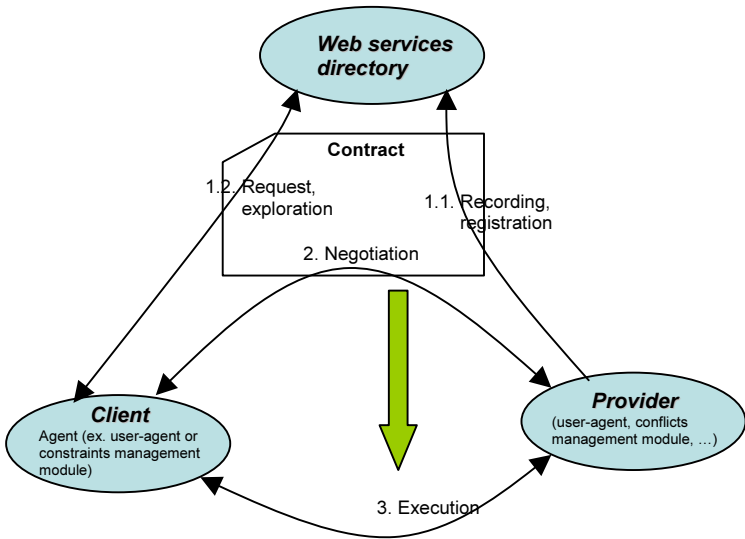 Web services
directory
Contract
1.2. Request,
exploration
1.1. Recording,
registration
2. Negotiation
Client
Agent (ex. user-agent or
constraints management
module)
Provider
(user-agent, conflicts
management module, …)
3. Execution